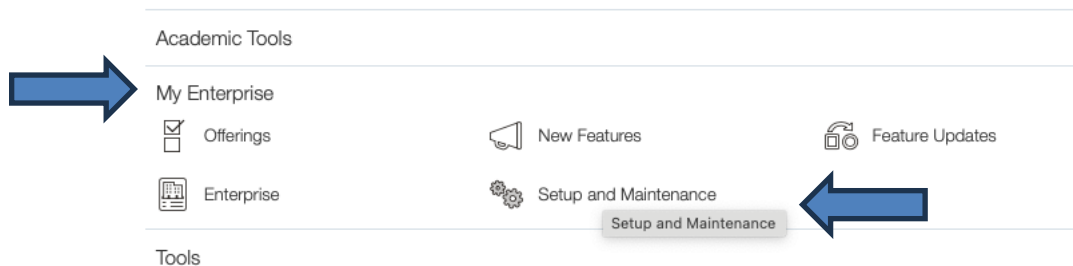 Academic Tools
My Enterprise
Offerings
New Features
Feature Updates
Enterprise
Setup and Maintenance
Setup and Maintenance
Tools